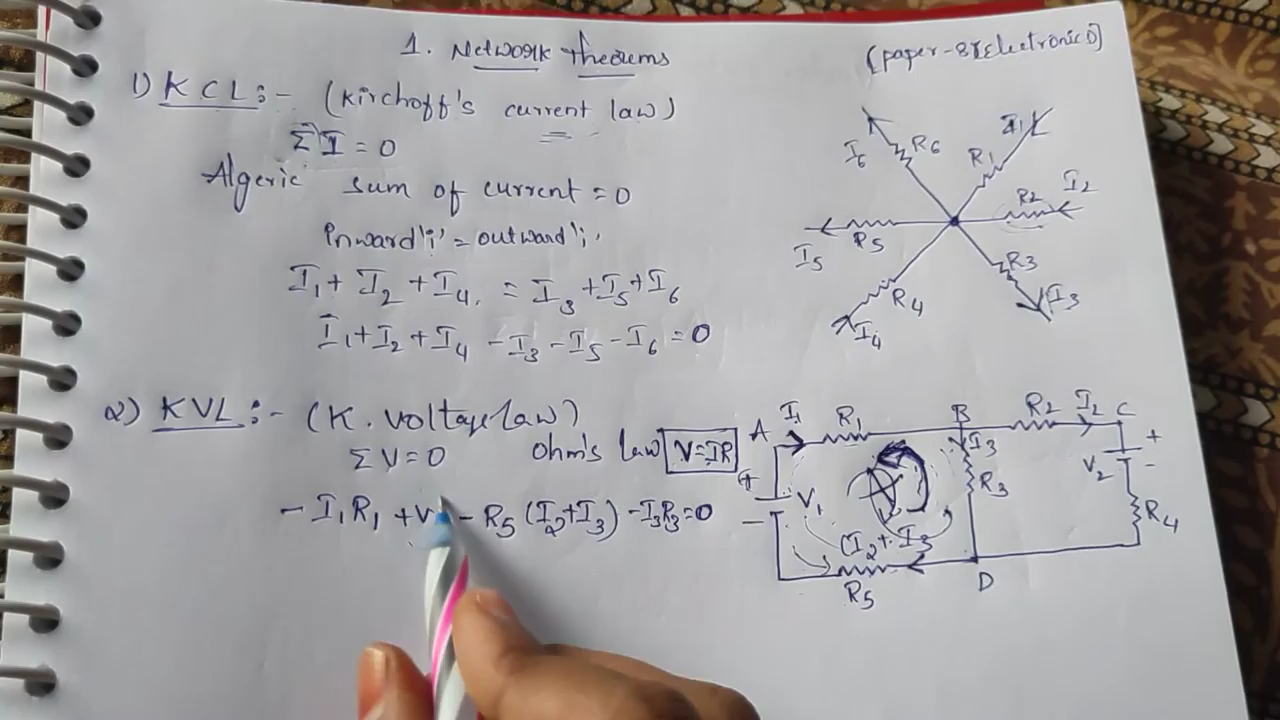 1. Network Theorems
(paper-8 Electronics)
1) KCL:- (Kirchoff's current law)
ΣI = 0
Algeric sum of current = 0
Inward 'i' = outward 'i'
I1 + I2 + I4 = I3 + I5 + I6
I1 + I2 + I4 - I3 - I5 - I6 = 0
I6 R6 R1 I1
R2 I2
I5 R5
R3 I3
R4 I4
2) KVL:- (K. voltage law)
Σ V = 0 ohm's law V=IR
- I1R1 + V - R5 (I2+I3) - I3R3 = 0
A I1 R1 B R2 I2 C
I3 R3
+ V1 -
V2 + -
R4
(I2 + I3
R5 D